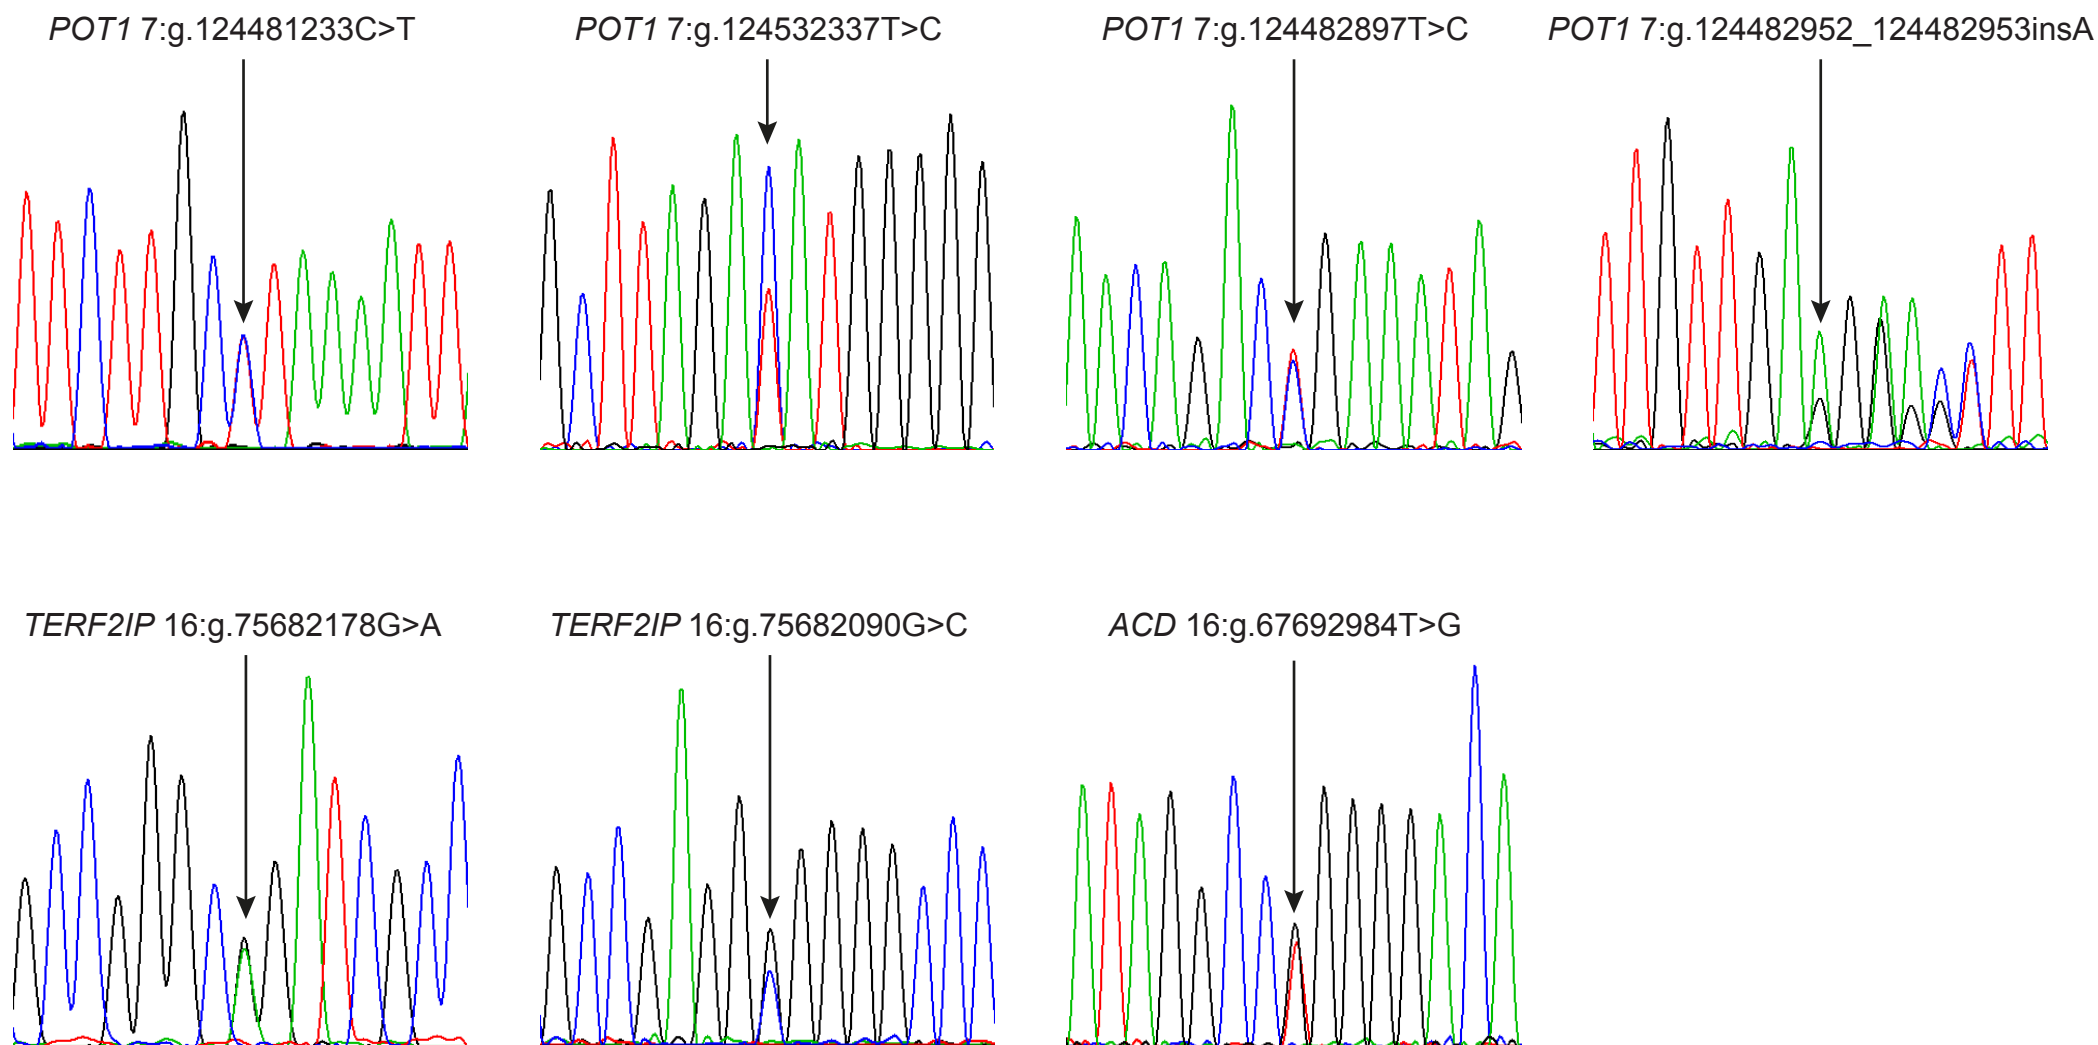 POT1 7:g.124481233C>T
POT1 7:g.124532337T>C
POT1 7:g.124482897T>C
POT1 7:g.124482952_124482953insA
TERF2IP 16:g.75682178G>A
TERF2IP 16:g.75682090G>C
ACD 16:g.67692984T>G